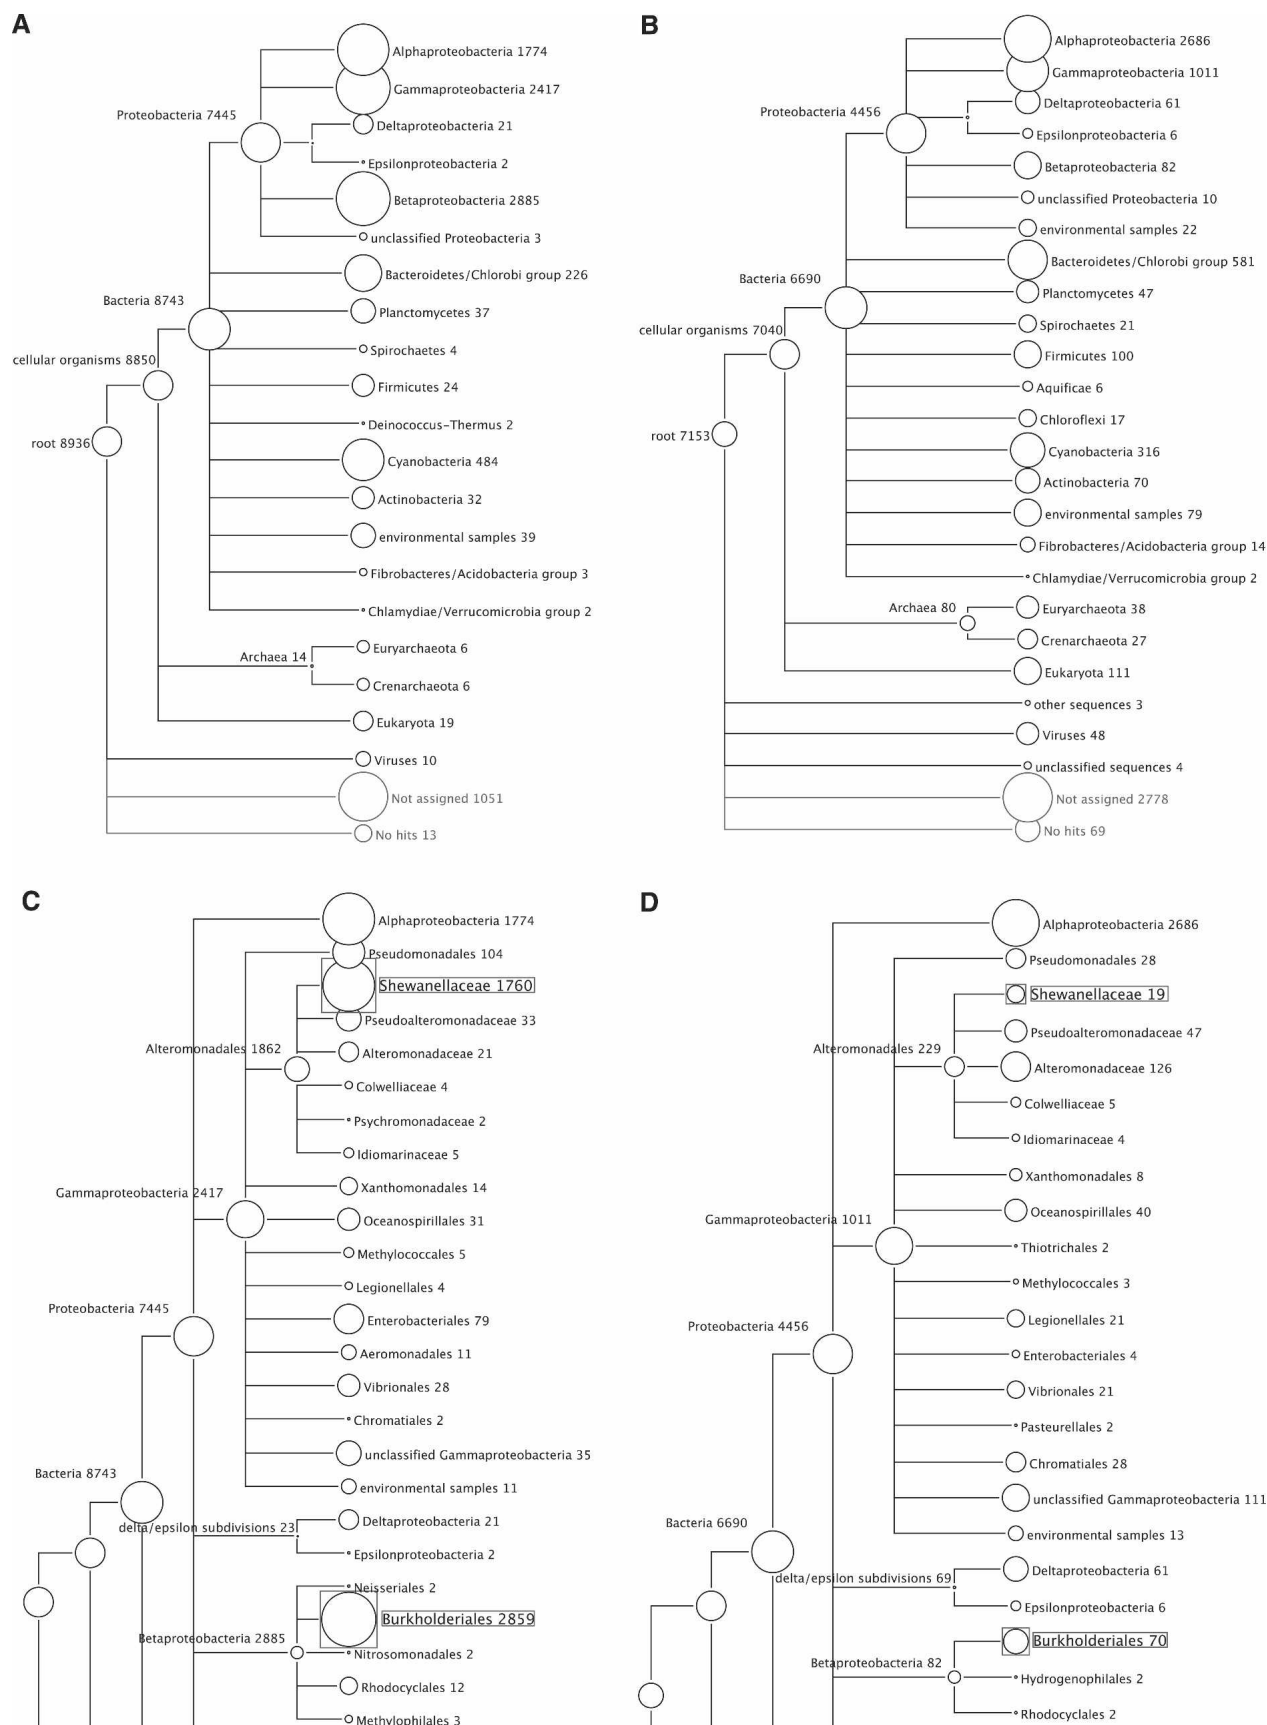 A
Alphaproteobacteria 1774
Gammaproteobacteria 2417
Proteobacteria 7445
Deltaproteobacteria 21
Epsilonproteobacteria 2
Betaproteobacteria 2885
unclassified Proteobacteria 3
Bacteroidetes/Chlorobi group 226
Bacteria 8743
Planctomycetes 37
Spirochaetes 4
cellular organisms 8850
Firmicutes 24
Deinococcus-Thermus 2
root 8936
Cyanobacteria 484
Actinobacteria 32
environmental samples 39
Fibrobacteres/Acidobacteria group 3
Chlamydiae/Verrucomicrobia group 2
Euryarchaeota 6
Archaea 14
Crenarchaeota 6
Eukaryota 19
Viruses 10
Not assigned 1051
No hits 13
B
Alphaproteobacteria 2686
Gammaproteobacteria 1011
Deltaproteobacteria 61
Proteobacteria 4456
Epsilonproteobacteria 6
Betaproteobacteria 82
unclassified Proteobacteria 10
environmental samples 22
Bacteroidetes/Chlorobi group 581
Bacteria 6690
Planctomycetes 47
Spirochaetes 21
cellular organisms 7040
Firmicutes 100
Aquificae 6
Chloroflexi 17
root 7153
Cyanobacteria 316
Actinobacteria 70
environmental samples 79
Fibrobacteres/Acidobacteria group 14
Chlamydiae/Verrucomicrobia group 2
Archaea 80
Euryarchaeota 38
Crenarchaeota 27
Eukaryota 111
other sequences 3
Viruses 48
unclassified sequences 4
Not assigned 2778
No hits 69
C
Alphaproteobacteria 1774
Pseudomonadales 104
Shewanellaceae 1760
Pseudoalteromonadaceae 33
Alteromonadales 1862
Alteromonadaceae 21
Colwelliaceae 4
Psychromonadaceae 2
Idiomarinaceae 5
Xanthomonadales 14
Gammaproteobacteria 2417
Oceanospirillales 31
Methylococcales 5
Legionellales 4
Proteobacteria 7445
Enterobacteriales 79
Aeromonadales 11
Vibrionales 28
Chromatiales 2
unclassified Gammaproteobacteria 35
Bacteria 8743
environmental samples 11
Deltaproteobacteria 21
delta/epsilon subdivisions 23
Epsilonproteobacteria 2
Neisseriales 2
Burkholderiales 2859
Betaproteobacteria 2885
Nitrosomonadales 2
Rhodocyclales 12
Methylophilales 3
D
Alphaproteobacteria 2686
Pseudomonadales 28
Shewanellaceae 19
Pseudoalteromonadaceae 47
Alteromonadales 229
Alteromonadaceae 126
Colwelliaceae 5
Idiomarinaceae 4
Xanthomonadales 8
Oceanospirillales 40
Gammaproteobacteria 1011
Thiotrichales 2
Methylococcales 3
Legionellales 21
Proteobacteria 4456
Enterobacteriales 4
Vibrionales 21
Pasteurellales 2
Chromatiales 28
unclassified Gammaproteobacteria 111
Bacteria 6690
environmental samples 13
Deltaproteobacteria 61
delta/epsilon subdivisions 69
Epsilonproteobacteria 6
Burkholderiales 70
Betaproteobacteria 82
Hydrogenophilales 2
Rhodocyclales 2